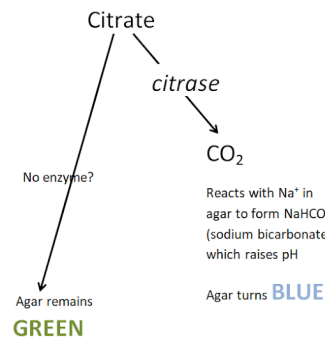 Citrate
citrase
CO₂
No enzyme?
Reacts with Na⁺ in
agar to form NaHCO
(sodium bicarbonate
which raises pH
Agar turns BLUE
Agar remains
GREEN